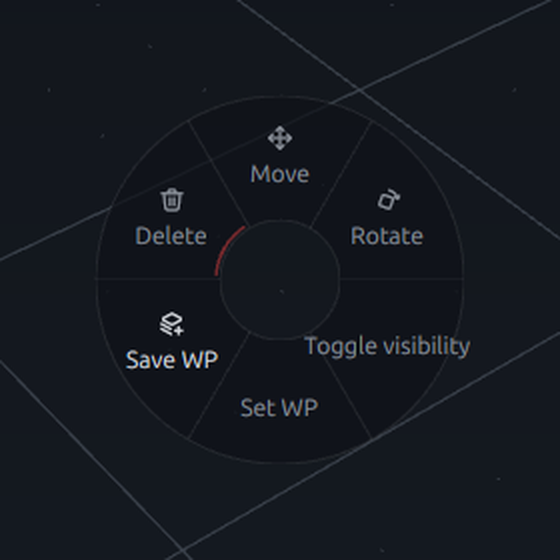 Move
Delete
Rotate
Save WP
Toggle visibility
Set WP